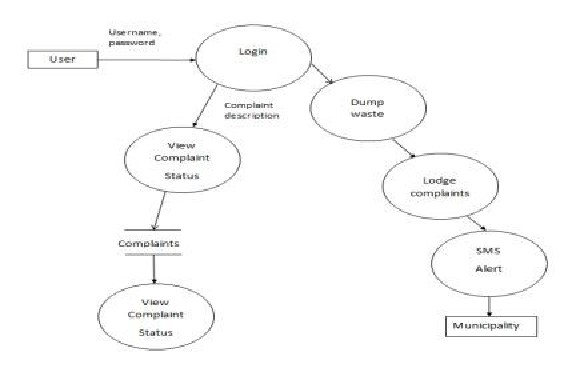 Username,
password
User
Login
Dump
waste
Complaint
description
View
Complaint
Status
Lodge
complaints
Complaints
SMS
Alert
View
Complaint
Status
Municipality